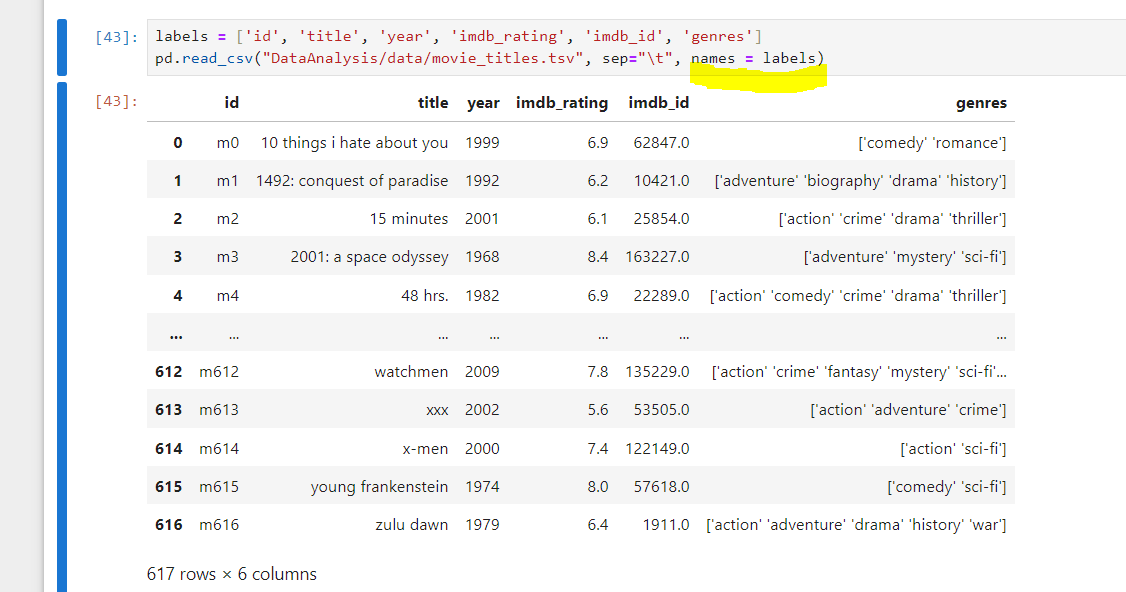 [43]: labels = ['id', 'title', 'year', 'imdb_rating', 'imdb_id', 'genres']
pd.read_csv("DataAnalysis/data/movie_titles.tsv", sep="\t", names = labels)
[43]: id title year imdb_rating imdb_id genres
0 m0 10 things i hate about you 1999 6.9 62847.0 ['comedy' 'romance']
1 m1 1492: conquest of paradise 1992 6.2 10421.0 ['adventure' 'biography' 'drama' 'history']
2 m2 15 minutes 2001 6.1 25854.0 ['action' 'crime' 'drama' 'thriller']
3 m3 2001: a space odyssey 1968 8.4 163227.0 ['adventure' 'mystery' 'sci-fi']
4 m4 48 hrs. 1982 6.9 22289.0 ['action' 'comedy' 'crime' 'drama' 'thriller']
... ... ... ... ... ... ...
612 m612 watchmen 2009 7.8 135229.0 ['action' 'crime' 'fantasy' 'mystery' 'sci-fi'...
613 m613 xxx 2002 5.6 53505.0 ['action' 'adventure' 'crime']
614 m614 x-men 2000 7.4 122149.0 ['action' 'sci-fi']
615 m615 young frankenstein 1974 8.0 57618.0 ['comedy' 'sci-fi']
616 m616 zulu dawn 1979 6.4 1911.0 ['action' 'adventure' 'drama' 'history' 'war']
617 rows × 6 columns